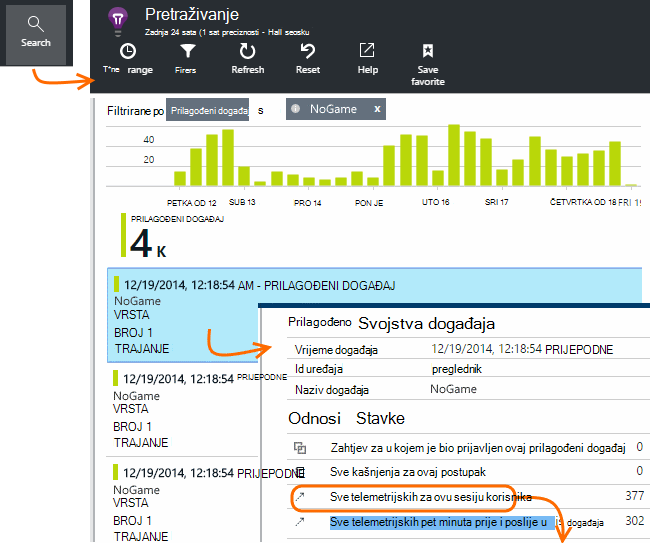 Search
Pretraživanje
Zadnja 24 sata (1 sat preciznosti - Hall seosku
T*ne range
Firers
Refresh
Reset
Help
Save favorite
Filtrirane po Prilagođeni događaj s NoGame x
40
20
PETKA OD 12 SUB 13 PRO 14 PON JE UTO 16 SRI 17 ČETVRTKA OD 18 FRI 19
PRILAGOĐENI DOGAĐAJ
4 K
12/19/2014, 12:18:54 AM - PRILAGOĐENI DOGAĐAJ
NoGame
VRSTA
BROJ 1
TRAJANJE
12/19/2014, 12:18:54 PRIJEPODNE
NoGame
VRSTA
BROJ 1
TRAJANJE
12/19/2014, 12:18:54 PRIJEPODNE
NoGame
VRSTA
BROJ 1
TRAJANJE
Prilagođeno Svojstva događaja
Vrijeme događaja 12/19/2014, 12:18:54 PRIJEPODNE
Id uređaja preglednik
Naziv događaja NoGame
Odnosi Stavke
Zahtjev za u kojem je bio prijavljen ovaj prilagođeni događaj 0
Sve kašnjenja za ovaj postupak 0
Sve telemetrijskih za ovu sesiju korisnika 377
Sve telemetrijskih pet minuta prije i poslije u događaja 302